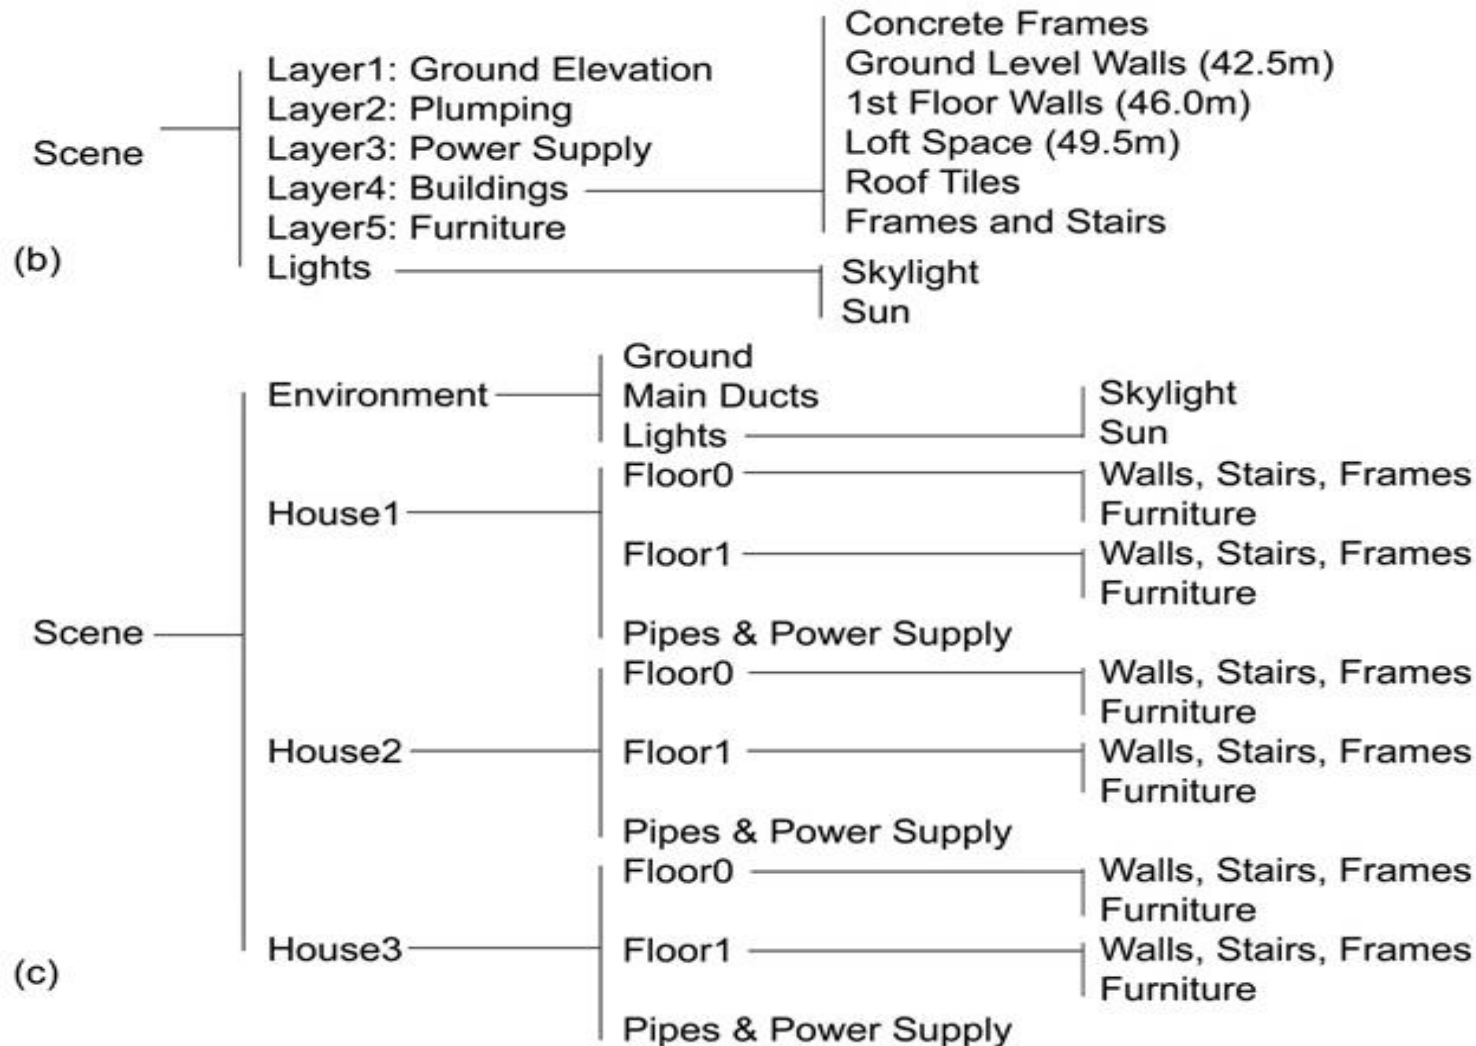 Concrete Frames
Layer1: Ground Elevation
Ground Level Walls (42.5m)
Layer2: Plumping
1st Floor Walls (46.0m)
Scene
Layer3: Power Supply
Loft Space (49.5m)
Layer4: Buildings
Roof Tiles
Layer5: Furniture
Frames and Stairs
(b)
Lights
Skylight
Sun
Ground
Environment
Main Ducts
Skylight
Lights
Sun
Floor0
Walls, Stairs, Frames
House1
Furniture
Floor1
Walls, Stairs, Frames
Furniture
Scene
Pipes & Power Supply
Floor0
Walls, Stairs, Frames
Furniture
House2
Floor1
Walls, Stairs, Frames
Furniture
Pipes & Power Supply
Floor0
Walls, Stairs, Frames
Furniture
House3
Floor1
Walls, Stairs, Frames
(c)
Furniture
Pipes & Power Supply